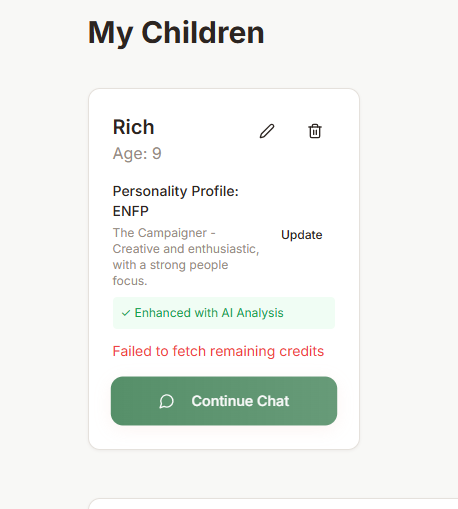 My Children
Rich
Age: 9
Personality Profile:
ENFP
The Campaigner -
Creative and enthusiastic,
with a strong people
focus.
Update
✓ Enhanced with AI Analysis
Failed to fetch remaining credits
Continue Chat